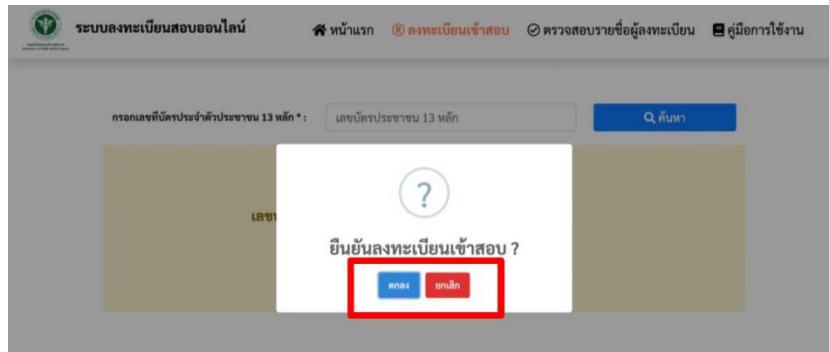 ระบบลงทะเบียนสอบออนไลน์ หน้าแรก ® ลงทะเบียนเข้าสอบ ตรวจสอบรายชื่อผู้ลงทะเบียน คู่มือการใช้งาน
กรอกเลขที่บัตรประจำตัวประชาชน 13 หลัก * : เลขบัตรประชาชน 13 หลัก ค้นหา
?
ยืนยันลงทะเบียนเข้าสอบ ?
ตกลง ยกเลิก